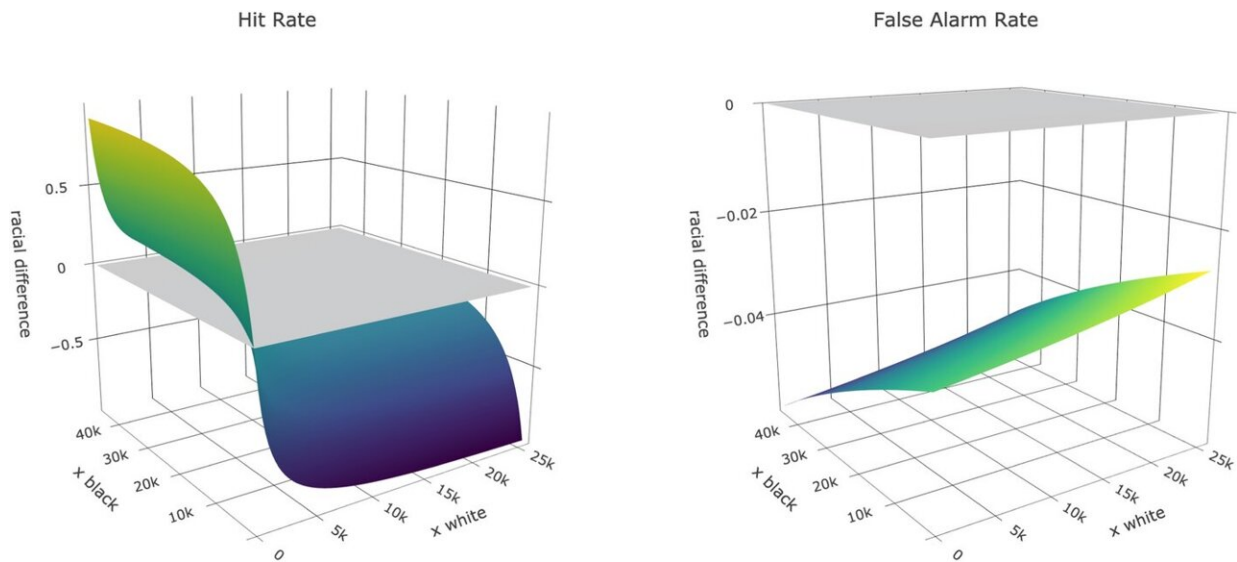 Hit Rate
0.5
0
−0.5
racial difference
40k
30k
20k
10k
x black
0
5k
10k
15k
20k
25k
x white
False Alarm Rate
0
−0.02
−0.04
racial difference
40k
30k
20k
10k
x black
0
5k
10k
15k
20k
25k
x white